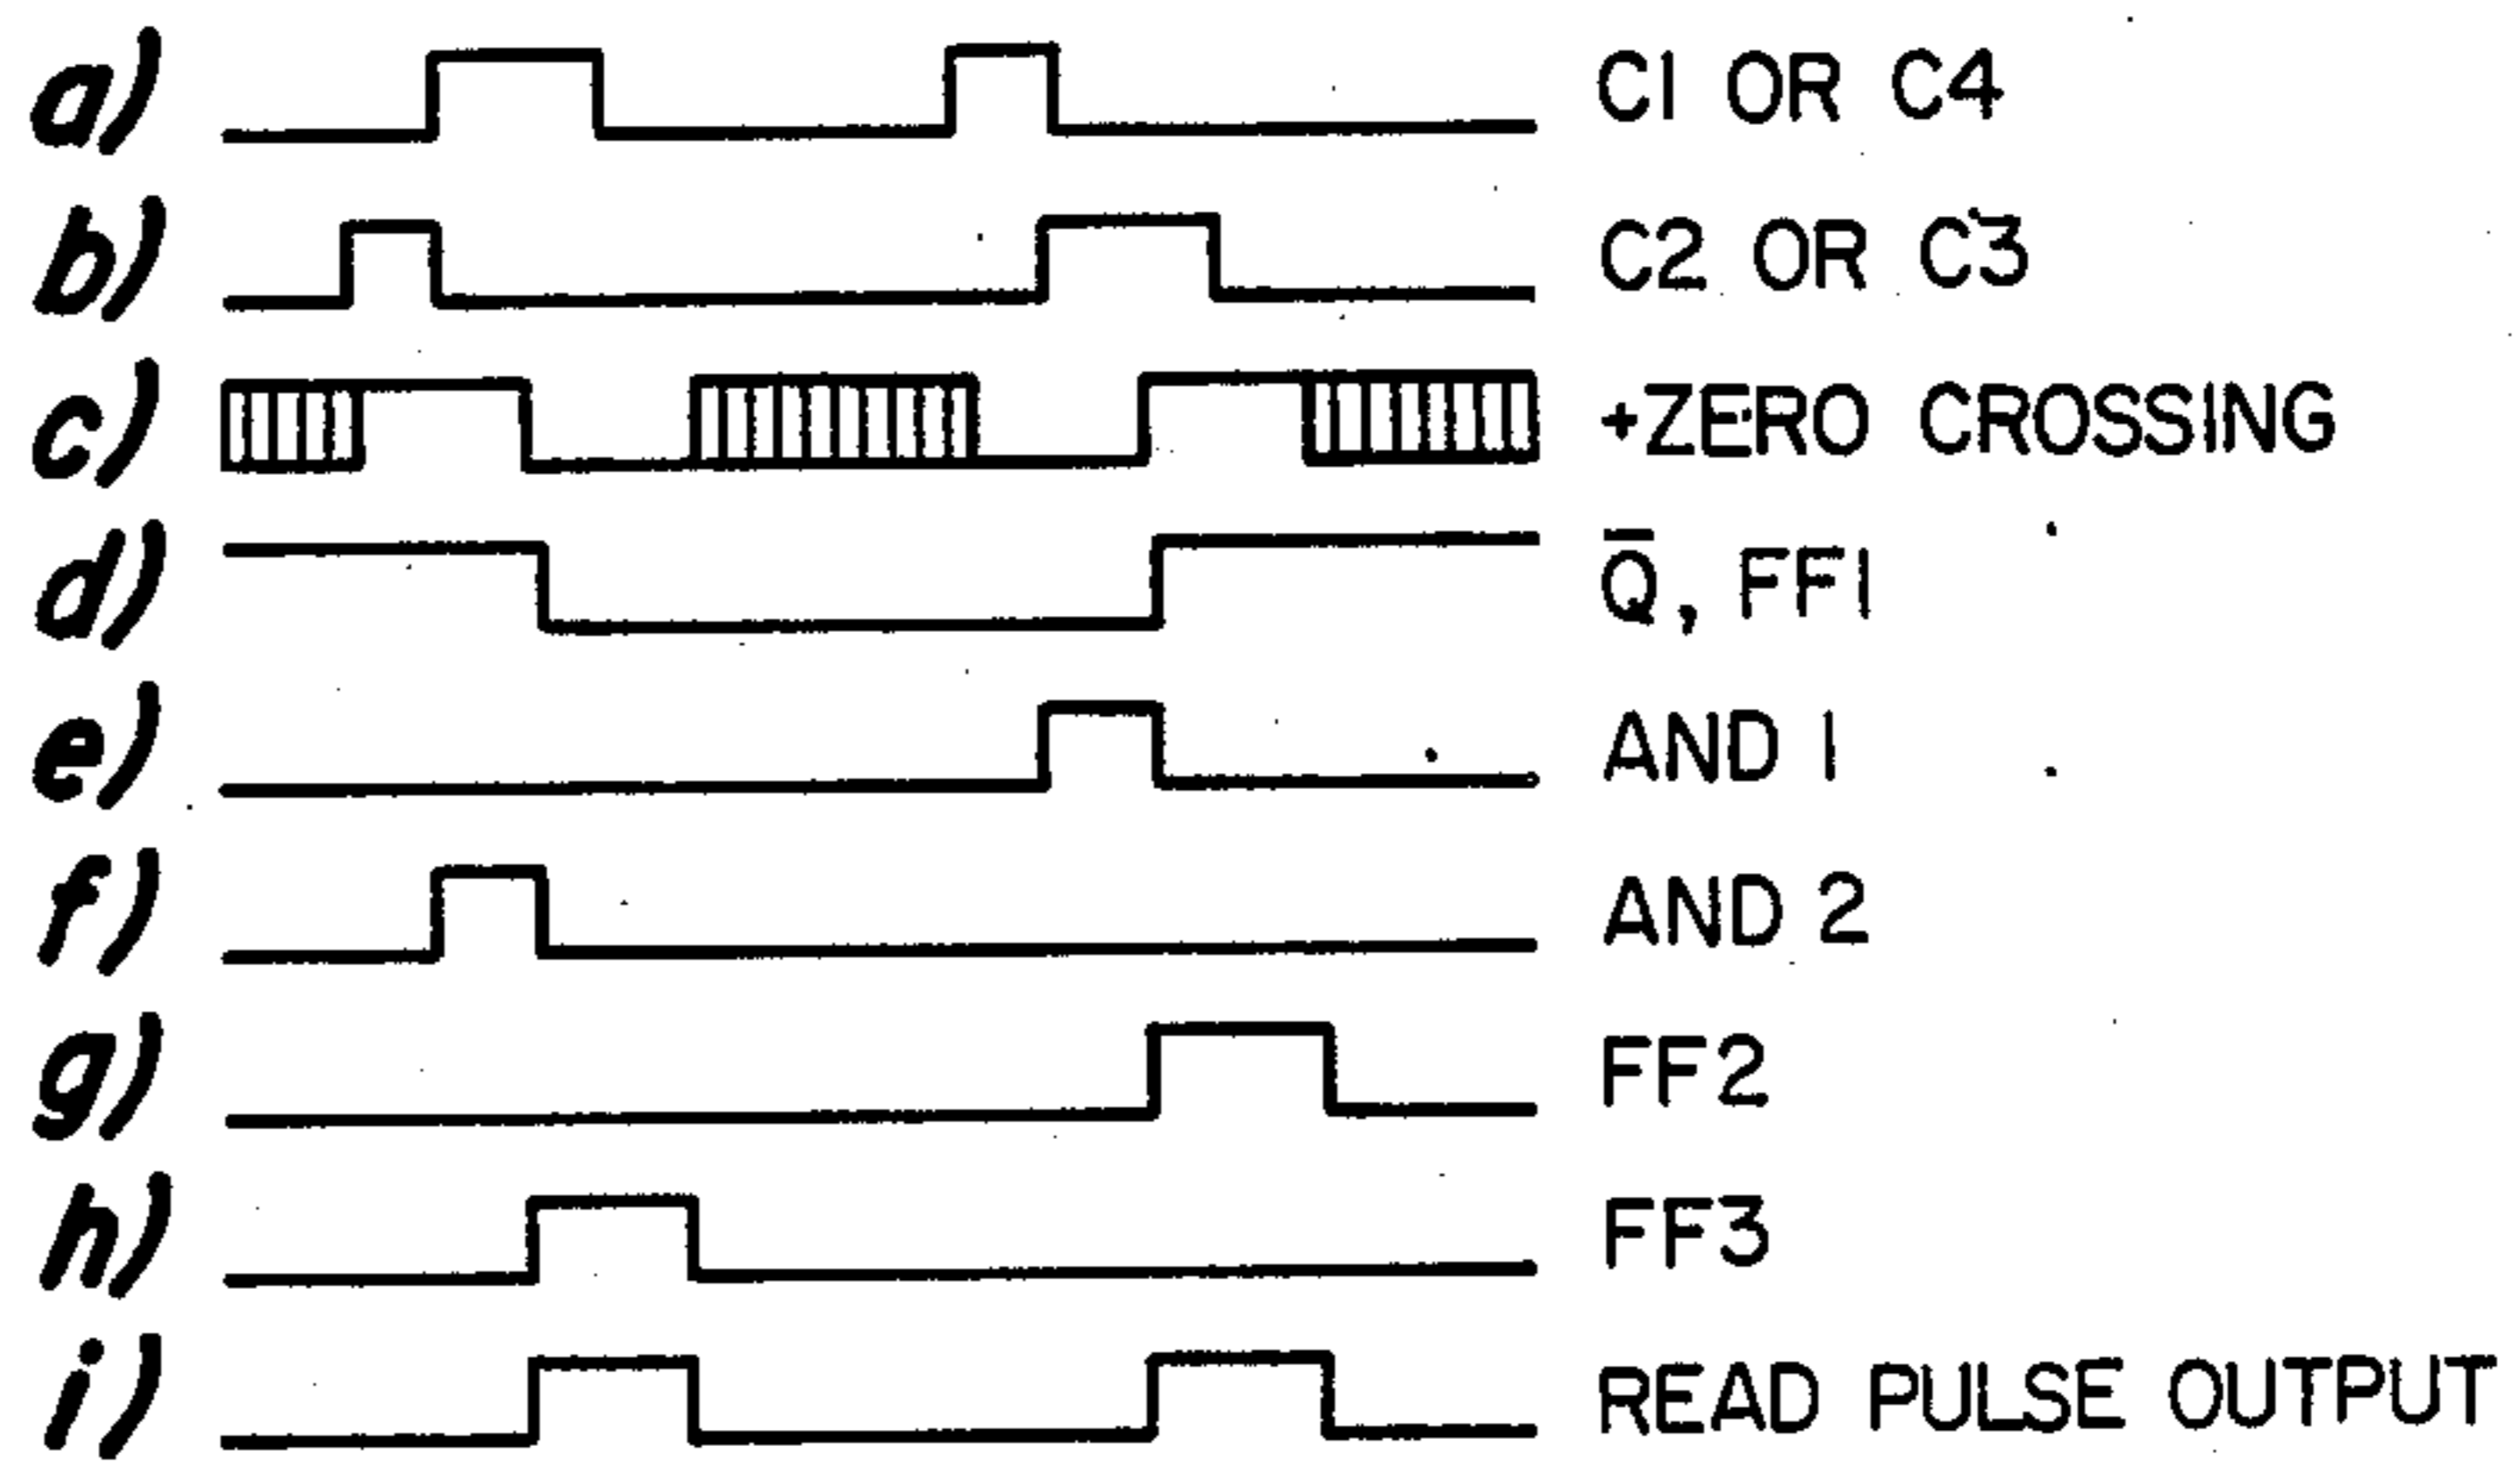 a) C1 OR C4
b) C2 OR C3
c) +ZERO CROSSING
d) Q̅, FF1
e) AND 1
f) AND 2
g) FF2
h) FF3
i) READ PULSE OUTPUT